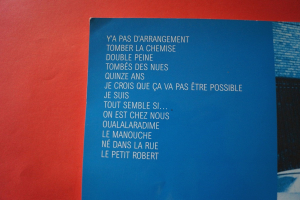 Y'A PAS D'ARRANGEMENT
TOMBER LA CHEMISE
DOUBLE PEINE
TOMBÉS DES NUES
QUINZE ANS
JE CROIS QUE ÇA VA PAS ÊTRE POSSIBLE
JE SUIS
TOUT SEMBLE SI...
ON EST CHEZ NOUS
OUALALARADIME
LE MANOUCHE
NÉ DANS LA RUE
LE PETIT ROBERT